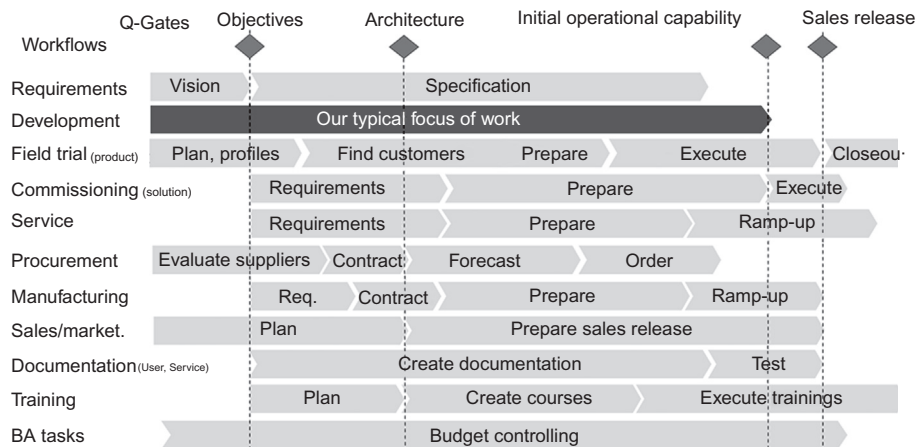 Q-Gates Objectives Architecture Initial operational capability Sales release
Workflows
Requirements Vision Specification
Development Our typical focus of work
Field trial (product) Plan, profiles Find customers Prepare Execute Closeou
Commissioning (solution) Requirements Prepare Execute
Service Requirements Prepare Ramp-up
Procurement Evaluate suppliers Contract Forecast Order
Manufacturing Req. Contract Prepare Ramp-up
Sales/market. Plan Prepare sales release
Documentation (User, Service) Create documentation Test
Training Plan Create courses Execute trainings
BA tasks Budget controlling